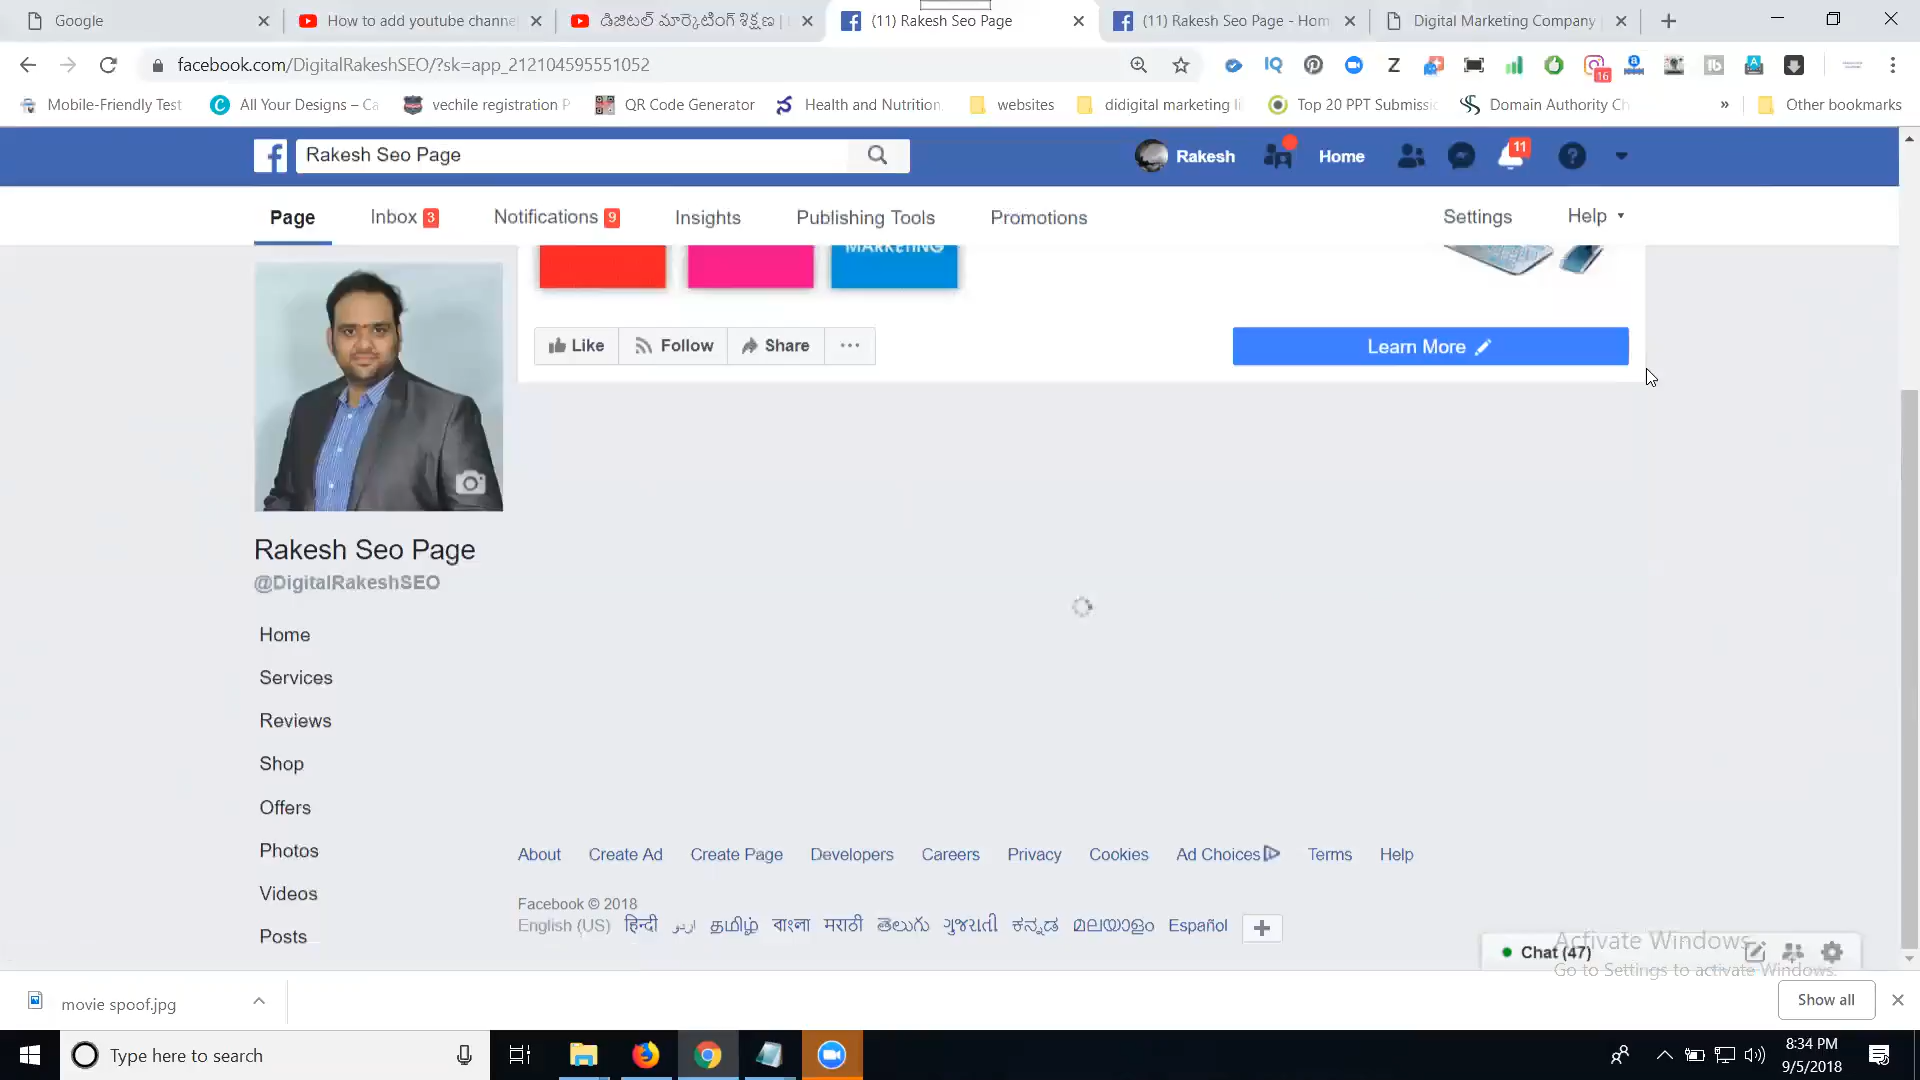 Google
How to add youtube channe
డిజిటల్ మార్కెటింగ్ శిక్షణ |
(11) Rakesh Seo Page
(11) Rakesh Seo Page - Hom
Digital Marketing Company
facebook.com/DigitalRakeshSEO/?sk=app_212104595551052
Mobile-Friendly Test
All Your Designs – Ca
vechile registration P
QR Code Generator
Health and Nutrition
websites
didigital marketing li
Top 20 PPT Submissi
Domain Authority Ch
»
Other bookmarks
Rakesh Seo Page
Rakesh
Home
11
Page
Inbox 3
Notifications 9
Insights
Publishing Tools
Promotions
Settings
Help
MARKETING
Like
Follow
Share
Learn More
Rakesh Seo Page
@DigitalRakeshSEO
Home
Services
Reviews
Shop
Offers
Photos
Videos
Posts
About Create Ad Create Page Developers Careers Privacy Cookies Ad Choices Terms Help
Facebook © 2018
English (US) हिन्दी اردو தமிழ் বাংলা मराठी తెలుగు ગુજરાતી ಕನ್ನಡ മലയാളം Español
Chat (47)
Activate Windows
Go to Settings to activate Windows.
movie spoof.jpg
Show all
Type here to search
8:34 PM
9/5/2018